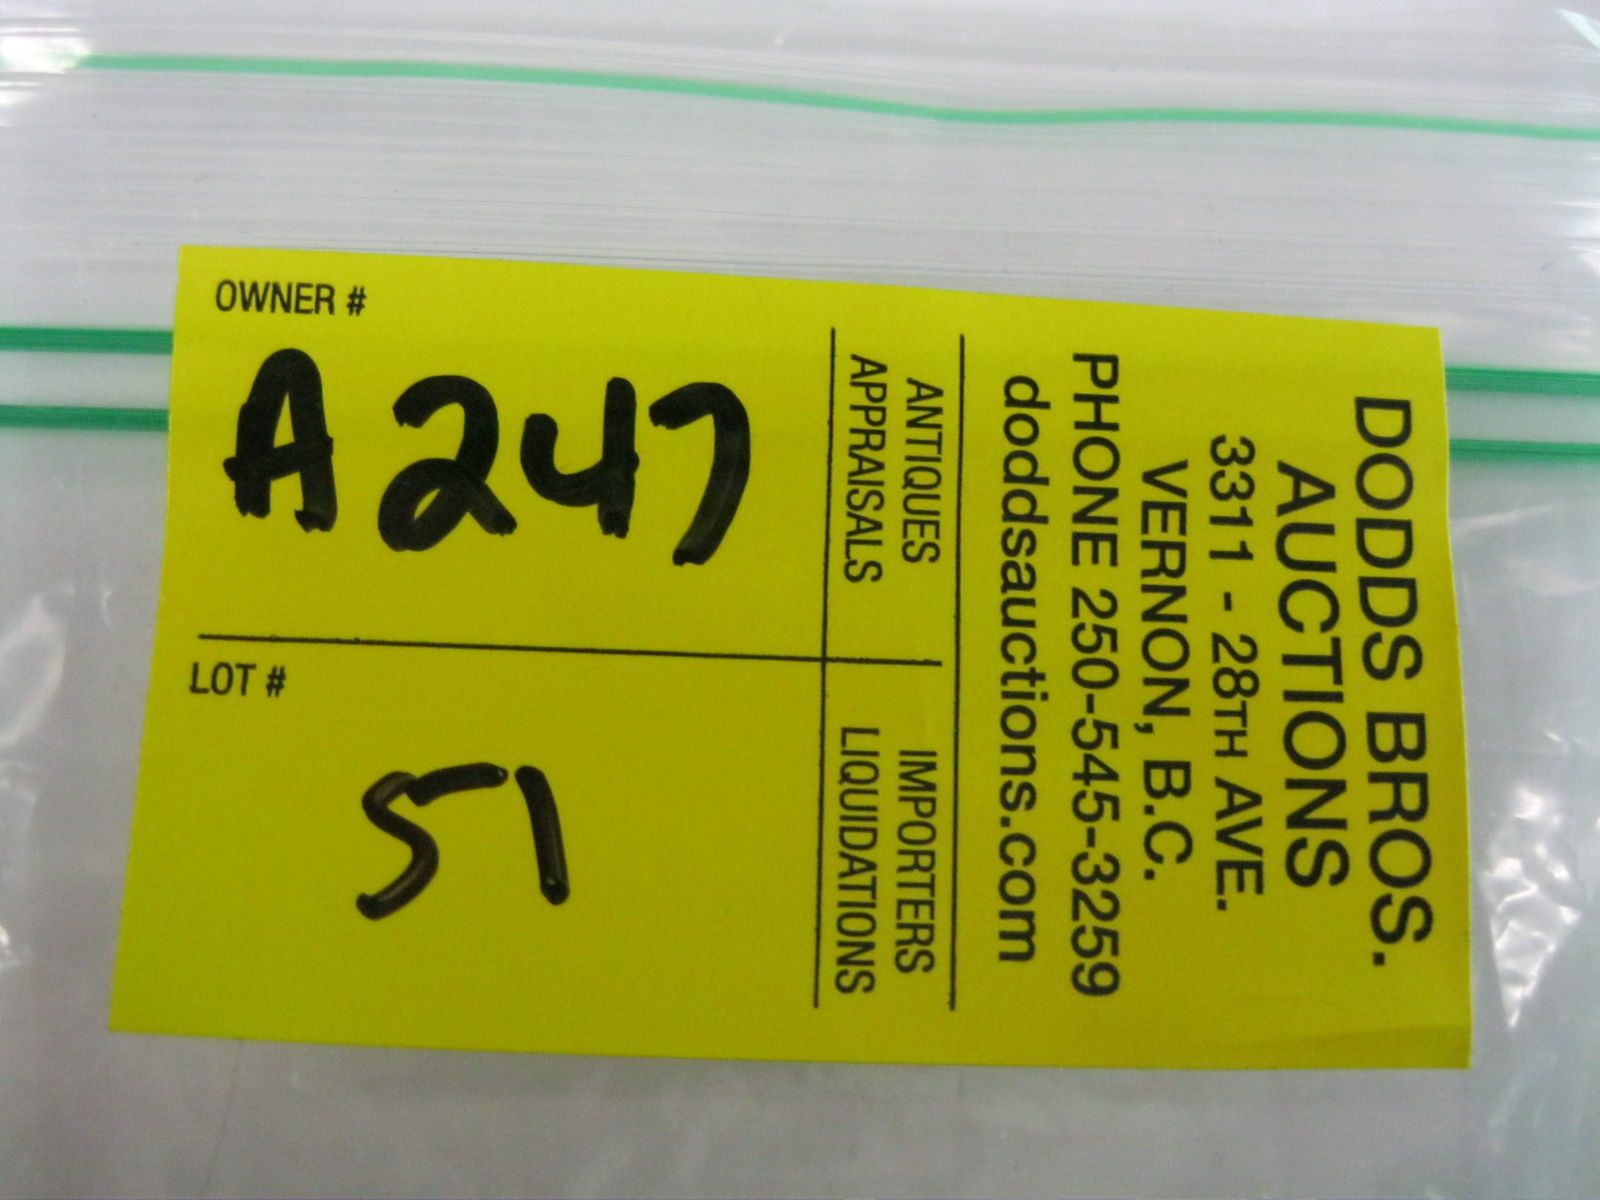 OWNER #
A247
LOT #
51
ANTIQUES
APPRAISALS
IMPORTERS
LIQUIDATIONS
DODDS BROS.
AUCTIONS
3311 - 28TH AVE.
VERNON, B.C.
PHONE 250-545-3259
doddsauctions.com